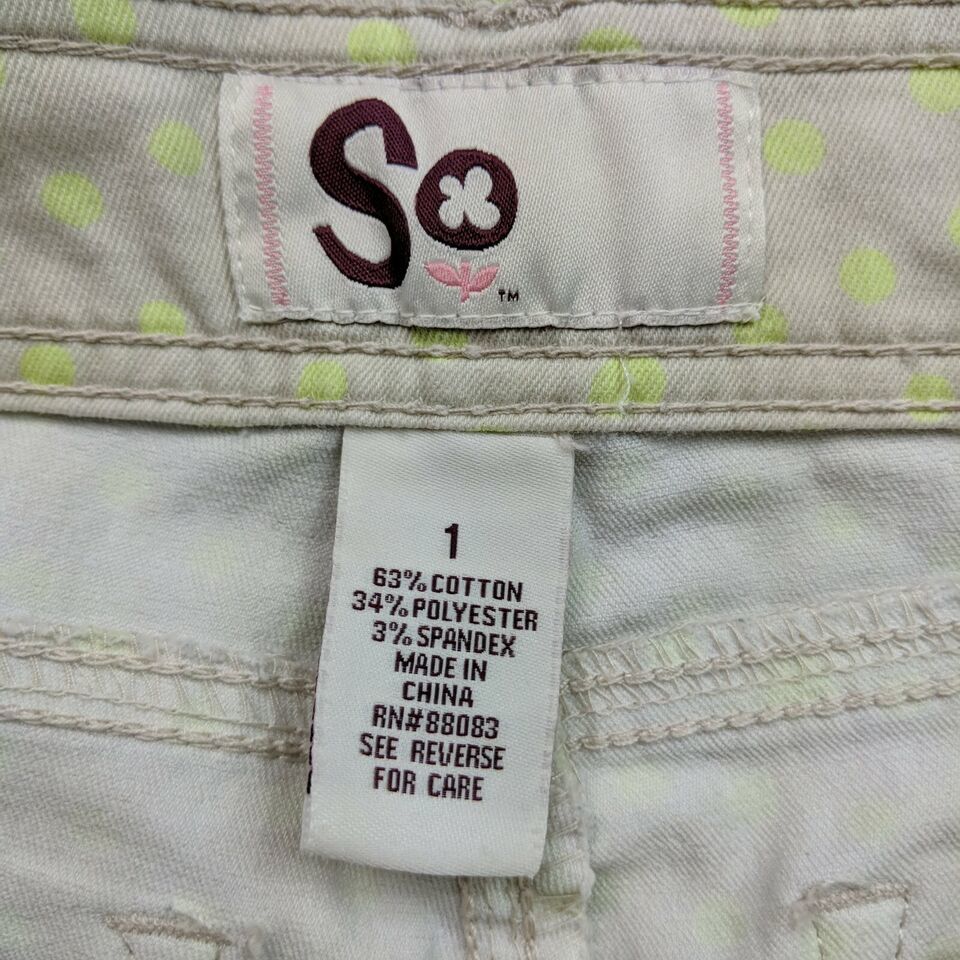 So
TM
1
63% COTTON
34% POLYESTER
3% SPANDEX
MADE IN
CHINA
RN#88083
SEE REVERSE
FOR CARE